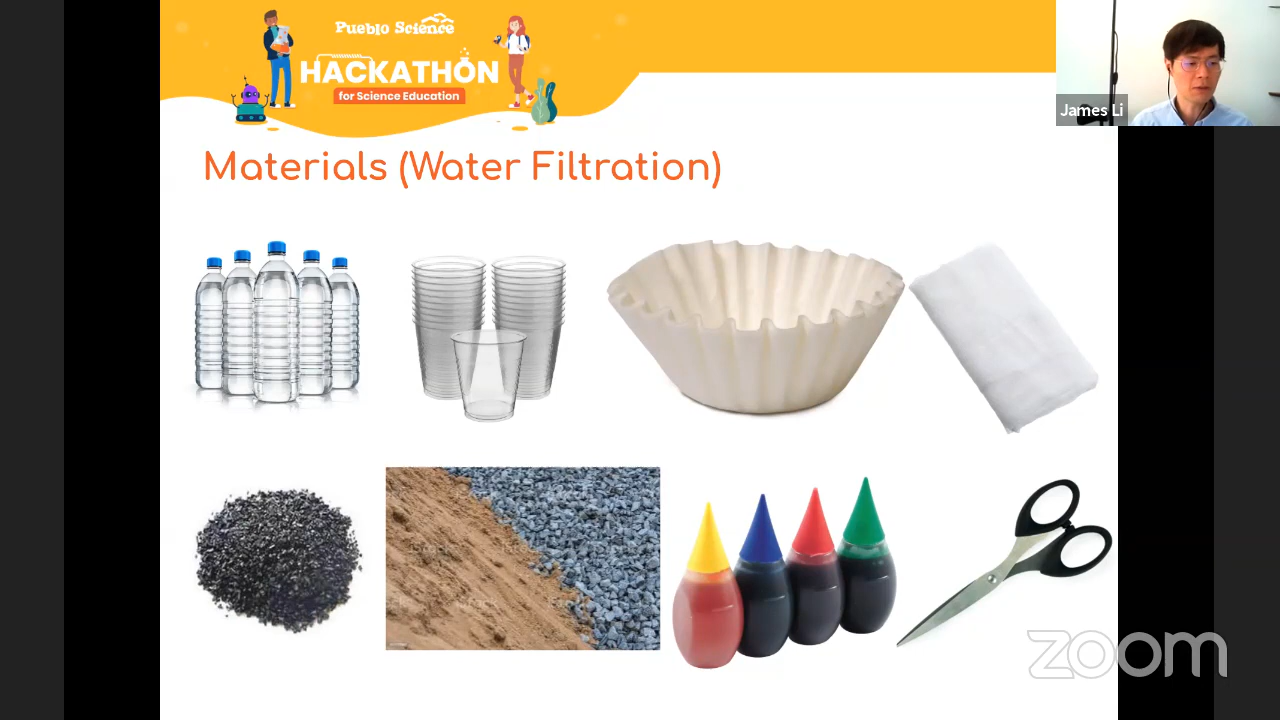 Pueblo Science
HACKATHON
for Science Education
James Li
Materials (Water Filtration)
zoom